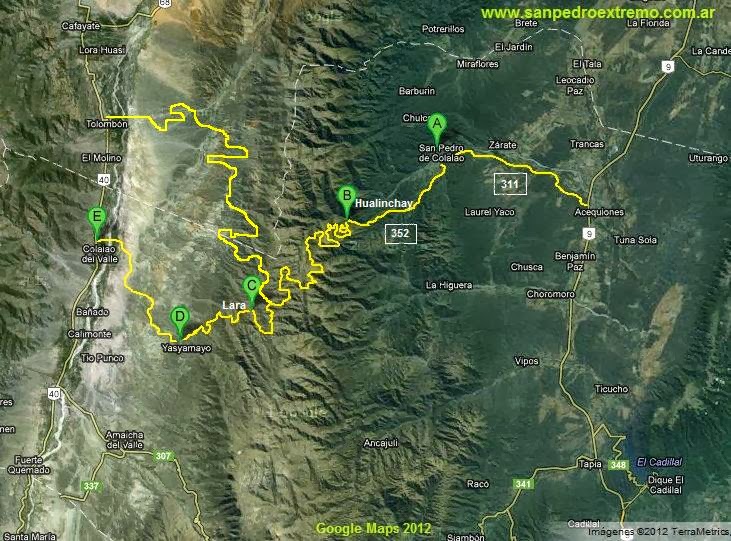 www.sanpedroextremo.com.ar
68
Brete
La Florida
Cafayate
Potrerillos
El Jardín
Lora Huasi
Miraflores
El Tala
La Cande
9
Leocadio
Paz
Barburín
Chulca
A
Tolombón
San Pedro
de Colalao
Zárate
Trancas
El Molino
Uturango
40
311
B
Hualinchay
Laurel Yaco
Acequiones
E
352
9
Tuna Sola
Colalao
del Valle
Benjamín
Paz
Chusca
C
La Higuera
Choromoro
Lara
Bañado
D
Calimonte
Yasyamayo
Tio Punco
Vipos
Ticucho
40
Amaicha
del Valle
Ancajuli
307
Fuerte
Quemado
Tapia
348
El Cadillal
337
Racó
341
Dique El
Cadillal
Google Maps 2012
Cadillal
Santa María
Siambón
Imágenes ©2012 TerraMetrics,